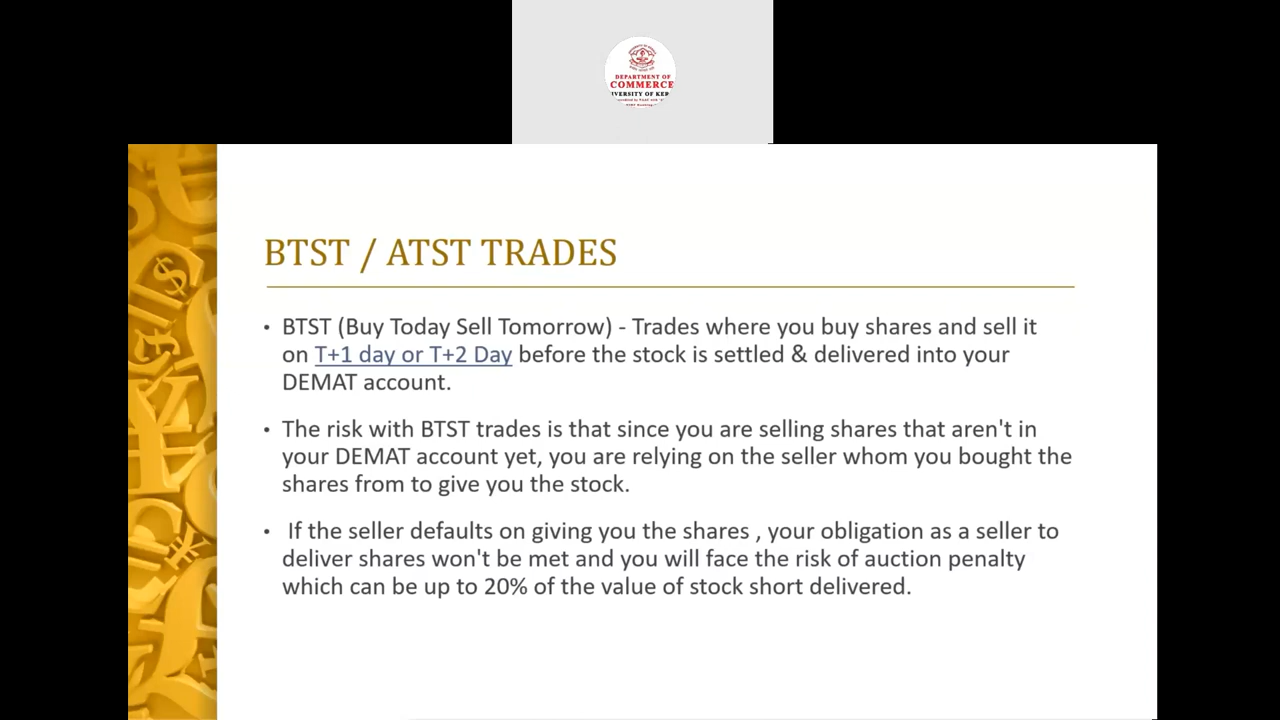 DEPARTMENT OF
COMMERCE
BTST / ATST TRADES
• BTST (Buy Today Sell Tomorrow) - Trades where you buy shares and sell it
on T+1 day or T+2 Day before the stock is settled & delivered into your
DEMAT account.
• The risk with BTST trades is that since you are selling shares that aren't in
your DEMAT account yet, you are relying on the seller whom you bought the
shares from to give you the stock.
• If the seller defaults on giving you the shares , your obligation as a seller to
deliver shares won't be met and you will face the risk of auction penalty
which can be up to 20% of the value of stock short delivered.